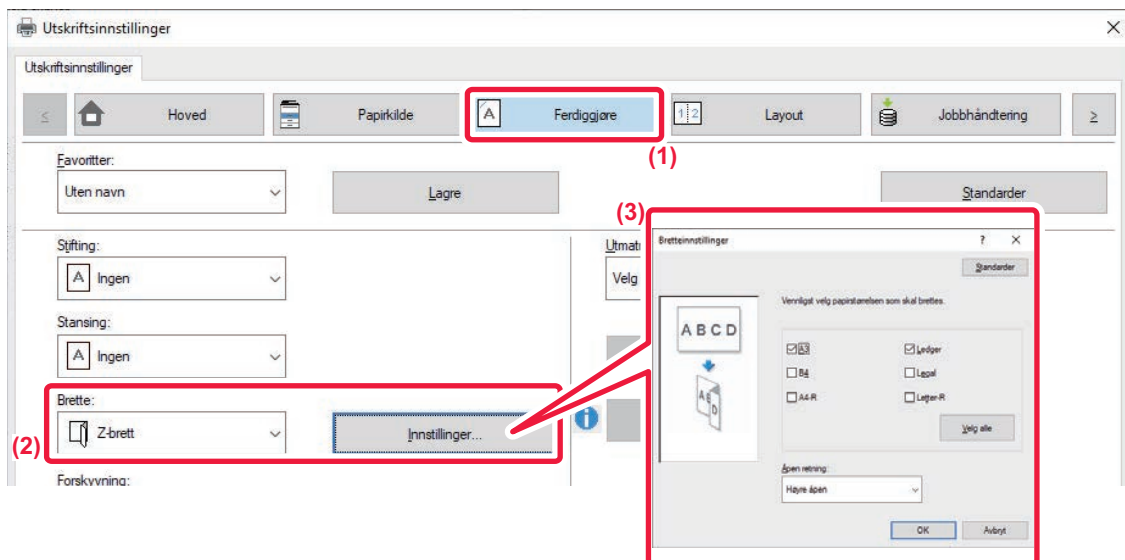 Utskriftsinnstillinger
Utskriftsinnstillinger
< Hoved Papirkilde A Ferdiggjøre 1 2 Layout Jobbhåndtering >
(1)
Favoritter:
Uten navn Lagre Standarder
(3)
Stifting:
A Ingen
Stansing:
A Ingen
Brette:
(2)
Z-brett Innstillinger...
Forskyvning:
Utmat
Velg
Bretteinnstillinger ? X
Standarder
Vennligst velg papirstørrelsen som skal brettes.
A B C D
A3 Ledger
B4 Legal
A4-R Letter-R
Velg alle
Åpen retning:
Høyre åpen
OK Avbryt